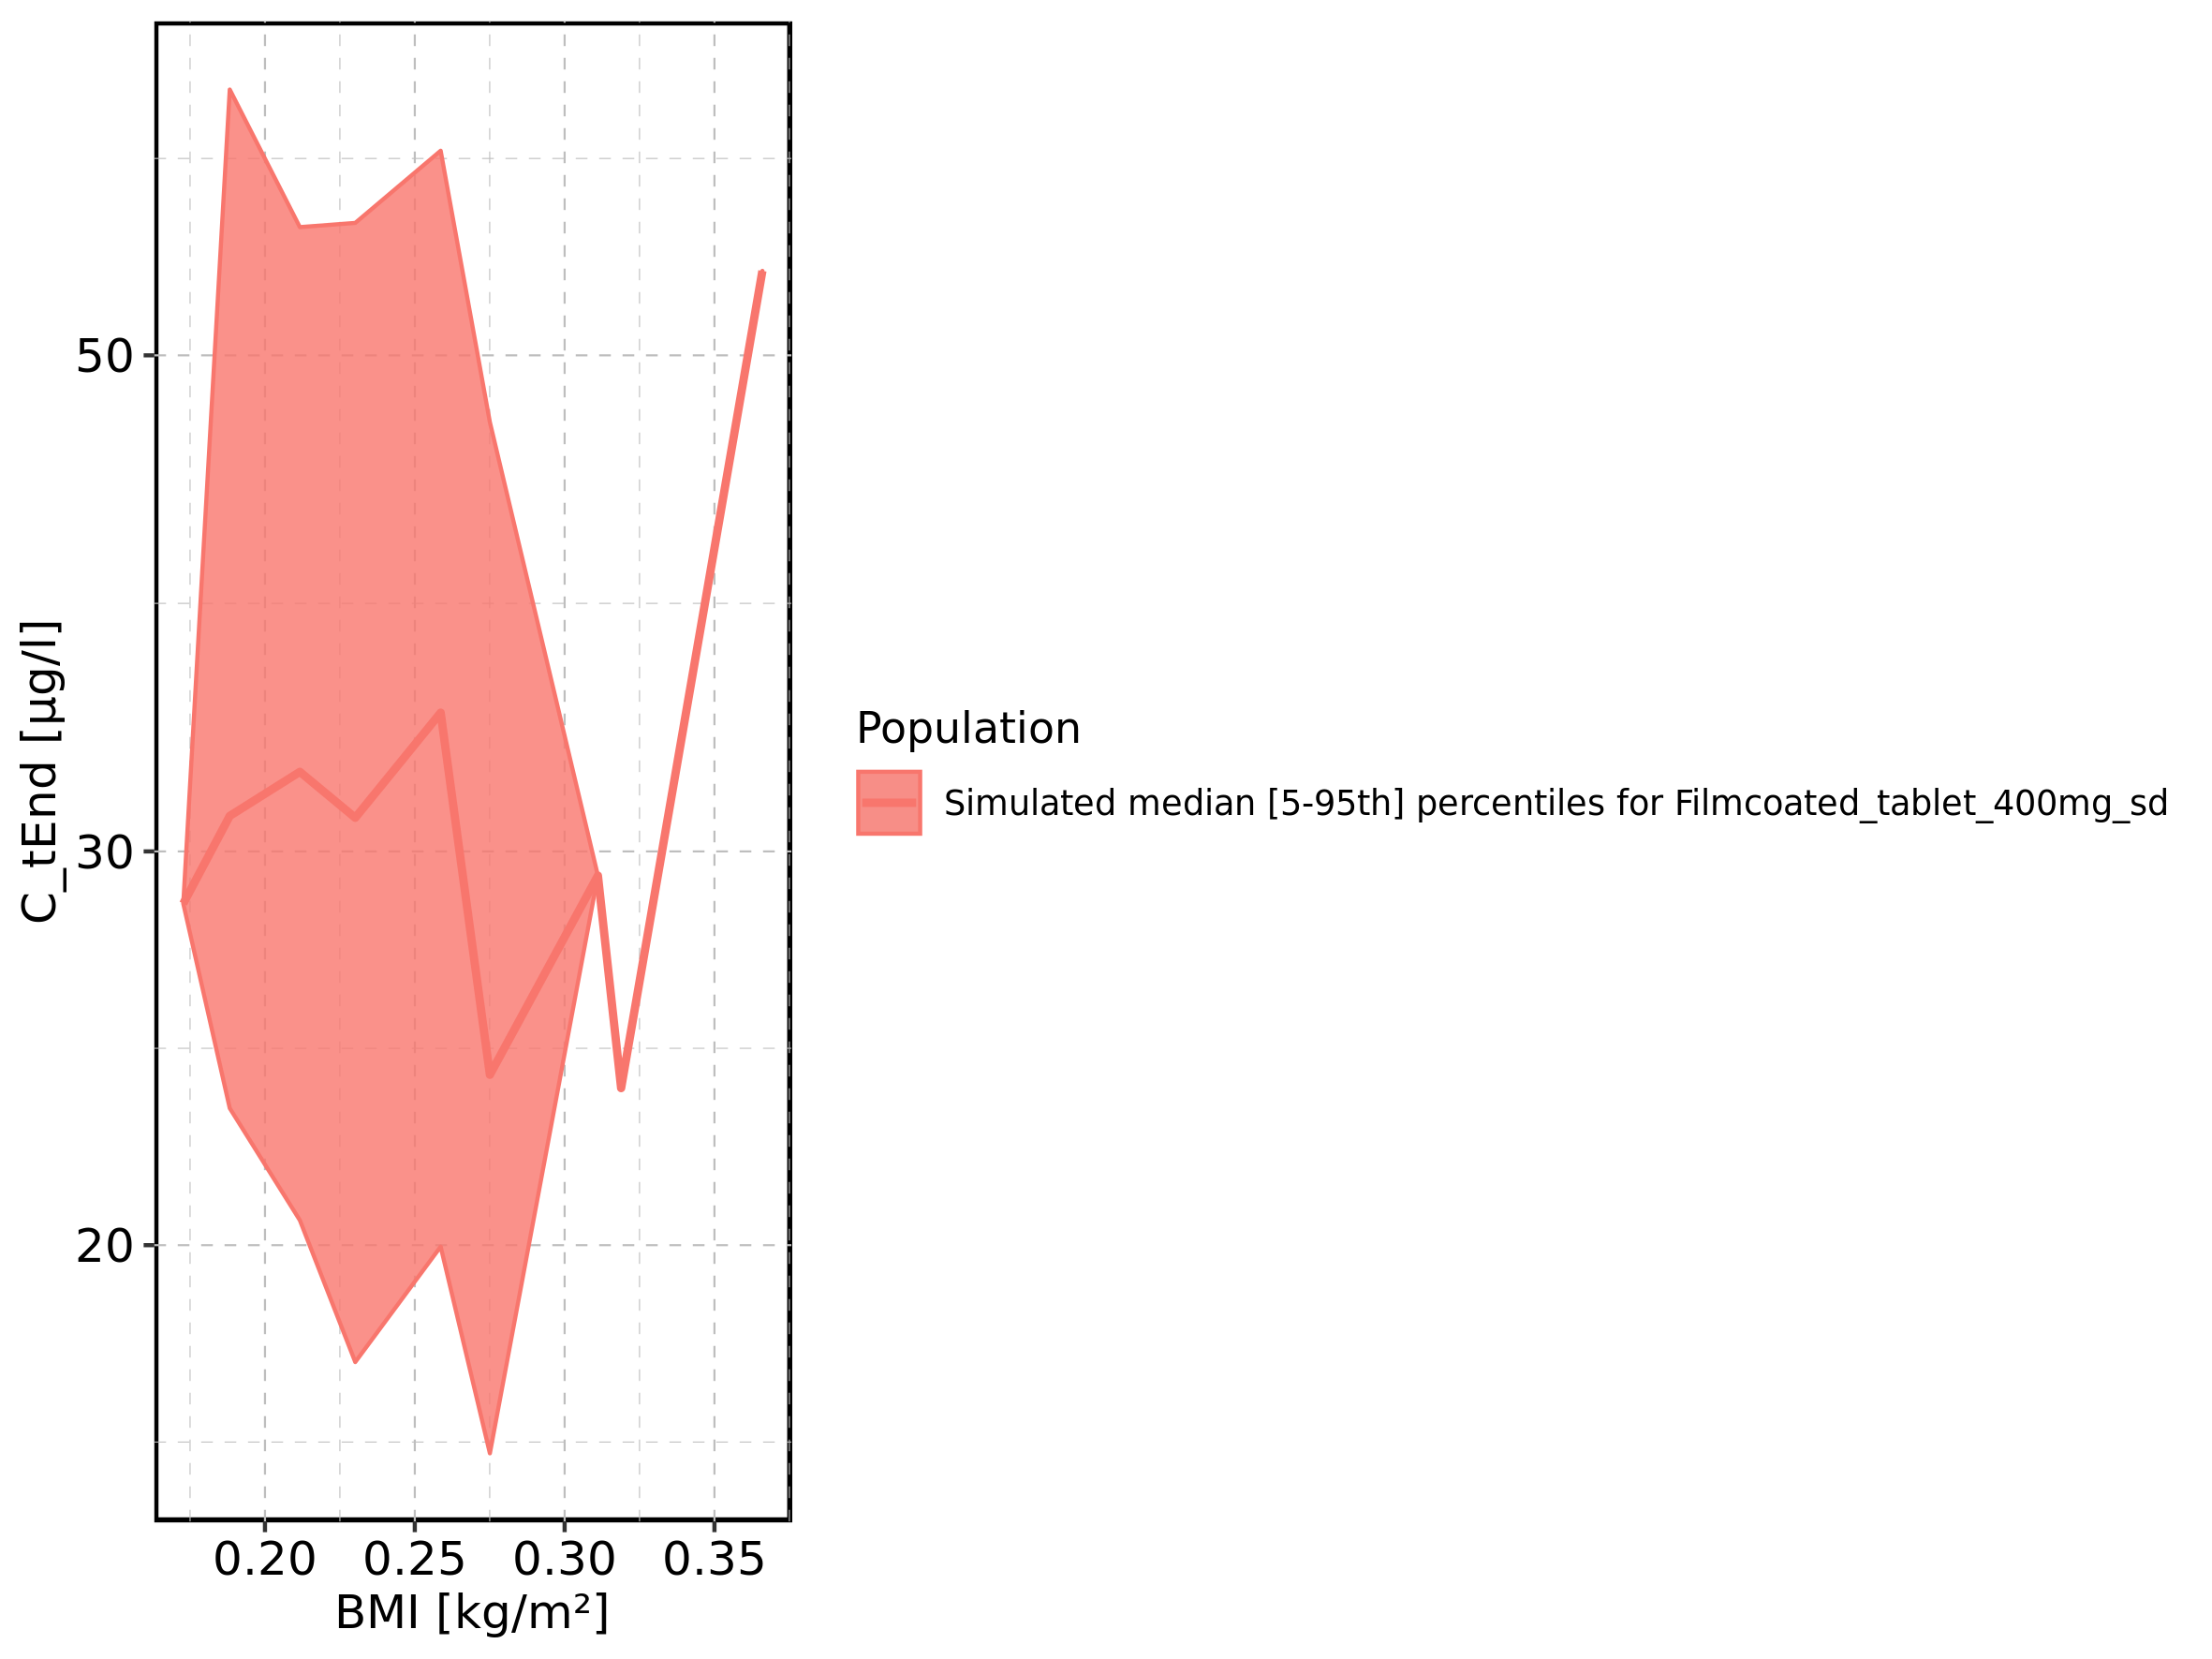 C_tEnd [µg/l]
50
30
20
0.20 0.25 0.30 0.35
BMI [kg/m²]
Population
Simulated median [5-95th] percentiles for Filmcoated_tablet_400mg_sd